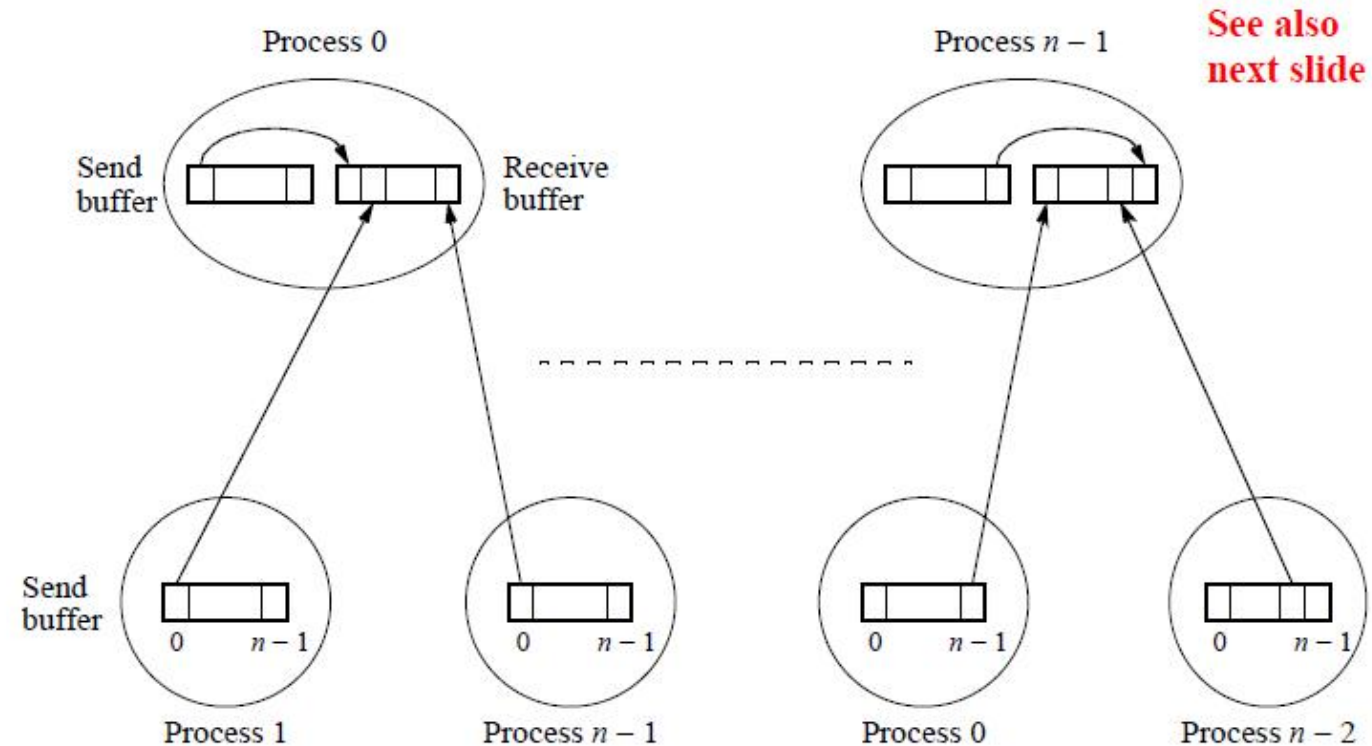 Process 0
Process n − 1
See also
next slide
Send
buffer
Receive
buffer
Send
buffer
0
n − 1
0
n − 1
0
n − 1
0
n − 1
Process 1
Process n − 1
Process 0
Process n − 2